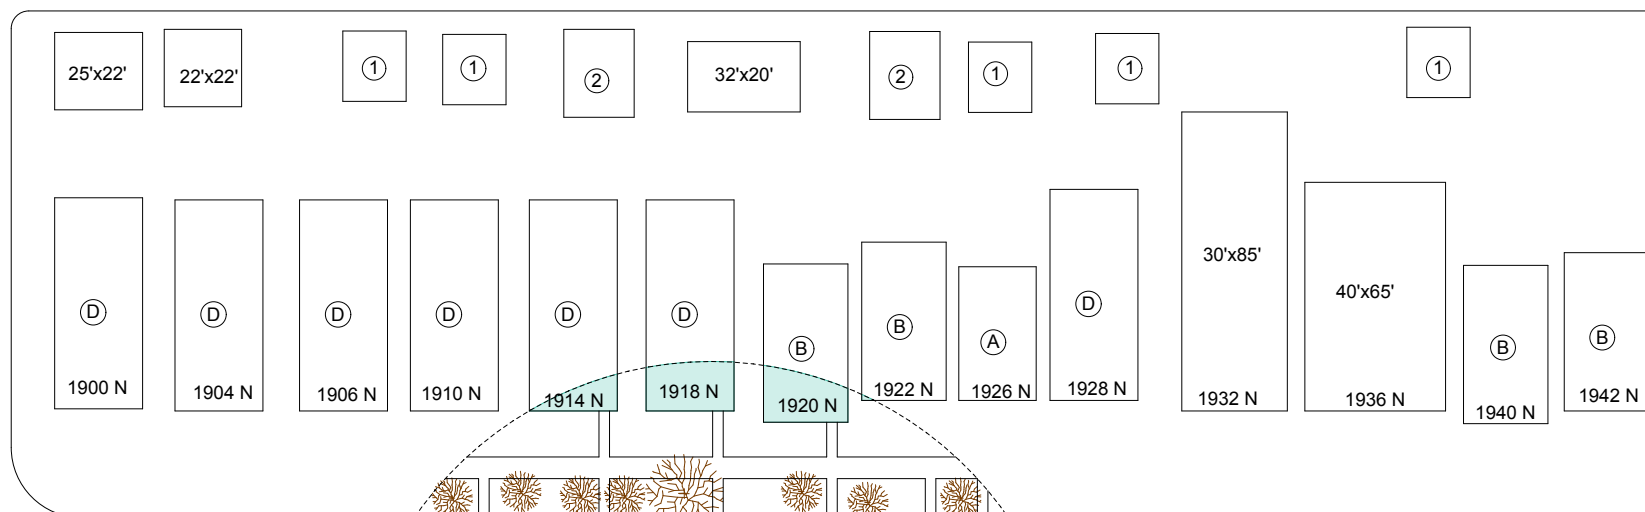 25'x22'
22'x22'
1
1
2
32'x20'
2
1
1
1
D
D
D
D
D
D
B
B
A
D
30'x85'
40'x65'
B
B
1900 N
1904 N
1906 N
1910 N
1914 N
1918 N
1920 N
1922 N
1926 N
1928 N
1932 N
1936 N
1940 N
1942 N